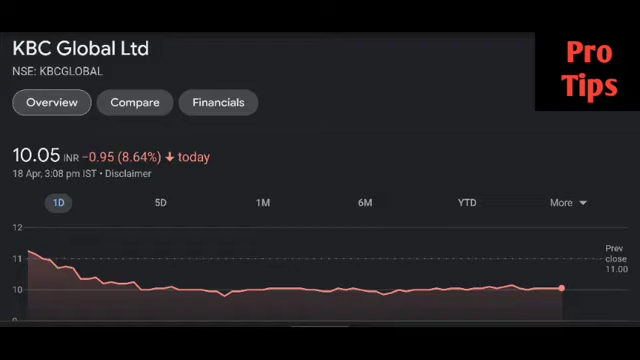 KBC Global Ltd
NSE: KBCGLOBAL
Pro
Tips
Overview Compare Financials
10.05 INR −0.95 (8.64%) ↓ today
18 Apr, 3:08 pm IST • Disclaimer
1D 5D 1M 6M YTD More
12
11
10
9
Prev
close
11.00